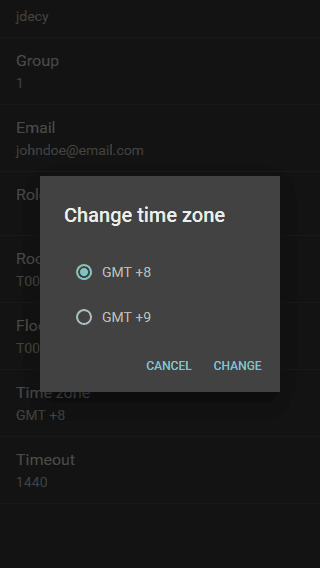 jdecy
Group
1
Email
johndoe@email.com
Change time zone
GMT +8
GMT +9
CANCEL
CHANGE
Time zone
GMT +8
Timeout
1440